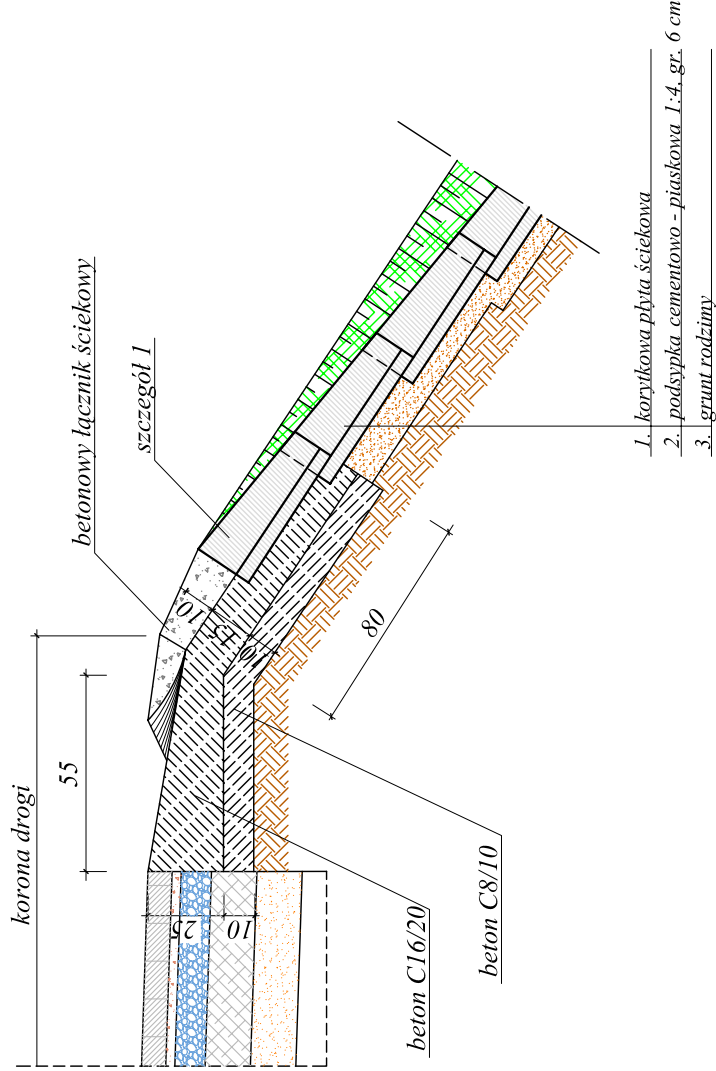 betonowy łącznik ściekowy
szczegół 1
korona drogi
55
10
15
10
80
25
10
beton C16/20
beton C8/10
1. korytkowa płyta ściekowa
2. podsypka cementowo - piaskowa 1:4, gr. 6 cm
3. grunt rodzimy